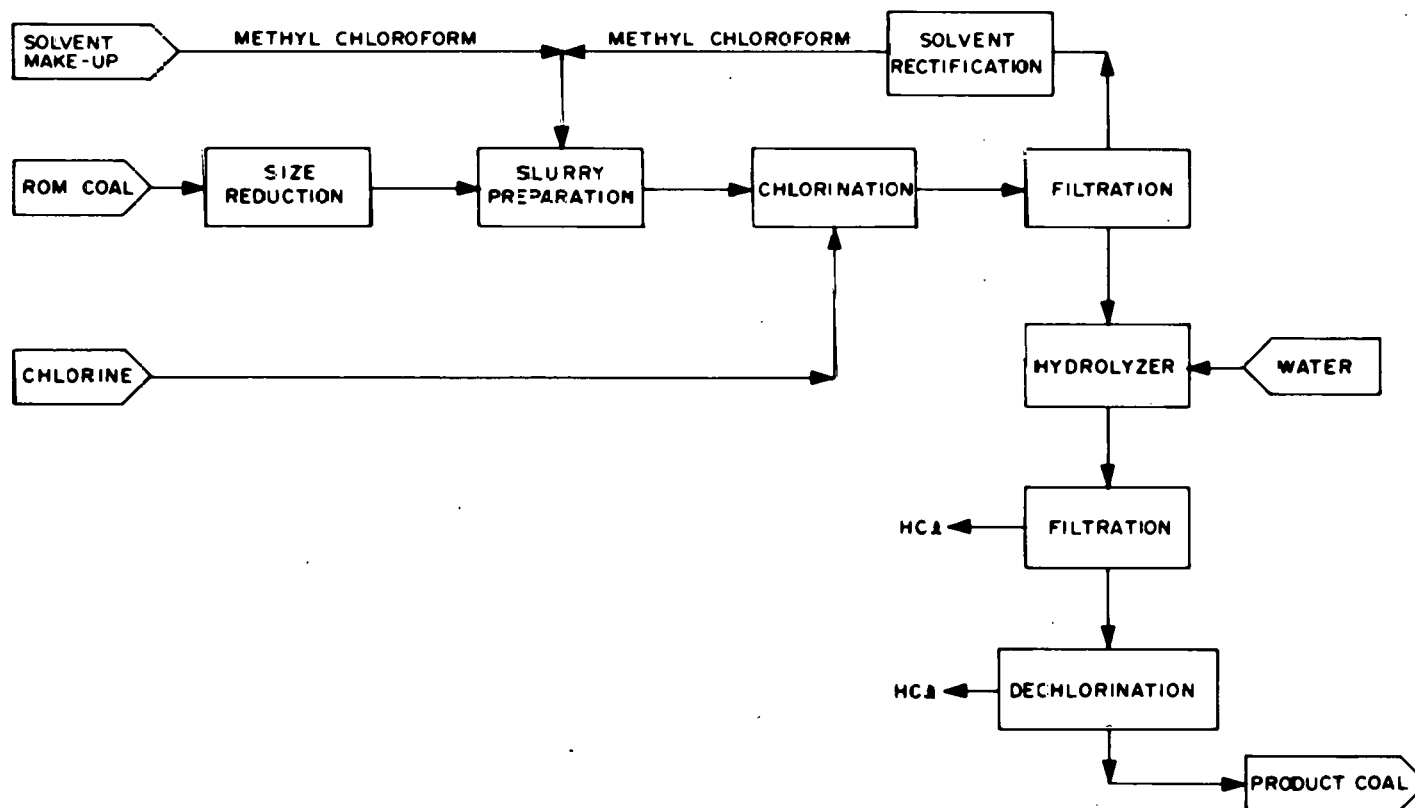 SOLVENT
MAKE-UP
METHYL CHLOROFORM
METHYL CHLOROFORM
SOLVENT
RECTIFICATION
ROM COAL
SIZE
REDUCTION
SLURRY
PREPARATION
CHLORINATION
FILTRATION
CHLORINE
HYDROLYZER
WATER
HCl
FILTRATION
HCl
DECHLORINATION
PRODUCT COAL